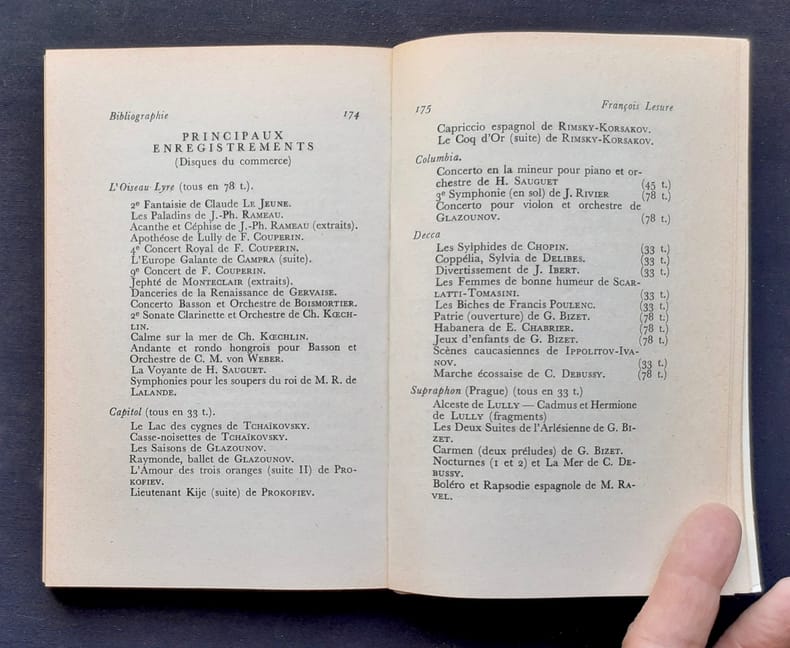 Bibliographie 174
PRINCIPAUX
ENREGISTREMENTS
(Disques du commerce)
L'Oiseau Lyre (tous en 78 t.).
2e Fantaisie de Claude LE JEUNE.
Les Paladins de J.-Ph. RAMEAU.
Acanthe et Céphise de J.-Ph. RAMEAU (extraits).
Apothéose de Lully de F. COUPERIN.
4e Concert Royal de F. COUPERIN.
L'Europe Galante de CAMPRA (suite).
9e Concert de F. COUPERIN.
Jephté de MONTECLAIR (extraits).
Danceries de la Renaissance de GERVAISE.
Concerto Basson et Orchestre de BOISMORTIER.
2e Sonate Clarinette et Orchestre de Ch. KŒCH-
LIN.
Calme sur la mer de Ch. KŒCHLIN.
Andante et rondo hongrois pour Basson et
Orchestre de C. M. von WEBER.
La Voyante de H. SAUGUET.
Symphonies pour les soupers du roi de M. R. de
LALANDE.
Capitol (tous en 33 t.).
Le Lac des cygnes de TCHAÏKOVSKY.
Casse-noisettes de TCHAÏKOVSKY.
Les Saisons de GLAZOUNOV.
Raymonde, ballet de GLAZOUNOV.
L'Amour des trois oranges (suite II) de PRO-
KOFIEV.
Lieutenant Kije (suite) de PROKOFIEV.
175 François Lesure
Capriccio espagnol de RIMSKY-KORSAKOV.
Le Coq d'Or (suite) de RIMSKY-KORSAKOV.
Columbia.
Concerto en la mineur pour piano et or-
chestre de H. SAUGUET (45 t.)
3e Symphonie (en sol) de J. RIVIER (78 t.)
Concerto pour violon et orchestre de
GLAZOUNOV. (78 t.)
Decca
Les Sylphides de CHOPIN. (33 t.)
Coppélia, Sylvia de DELIBES. (33 t.)
Divertissement de J. IBERT. (33 t.)
Les Femmes de bonne humeur de SCAR-
LATTI-TOMASINI. (33 t.)
Les Biches de Francis POULENC. (33 t.)
Patrie (ouverture) de G. BIZET. (78 t.)
Habanera de E. CHABRIER. (78 t.)
Jeux d'enfants de G. BIZET. (78 t.)
Scènes caucasiennes de IPPOLITOV-IVA-
NOV. (33 t.)
Marche écossaise de C. DEBUSSY. (78 t.)
Supraphon (Prague) (tous en 33 t.)
Alceste de LULLY — Cadmus et Hermione
de LULLY (fragments)
Les Deux Suites de l'Arlésienne de G. BI-
ZET.
Carmen (deux préludes) de G. BIZET.
Nocturnes (1 et 2) et La Mer de C. DE-
BUSSY.
Boléro et Rapsodie espagnole de M. RA-
VEL.